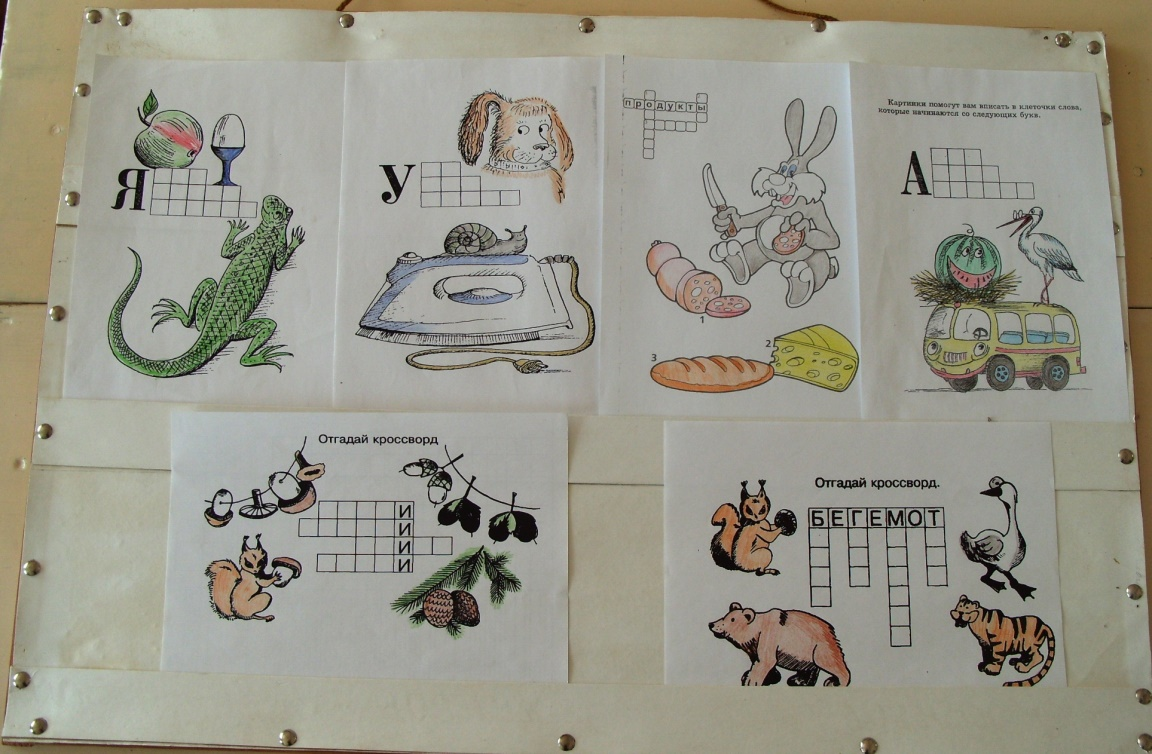 Я
У
продукты
1
2
3
Картинки помогут вам вписать в клеточки слова,
которые начинаются со следующих букв.
А
Отгадай кроссворд
И
И
И
И
Отгадай кроссворд.
БЕГЕМОТ